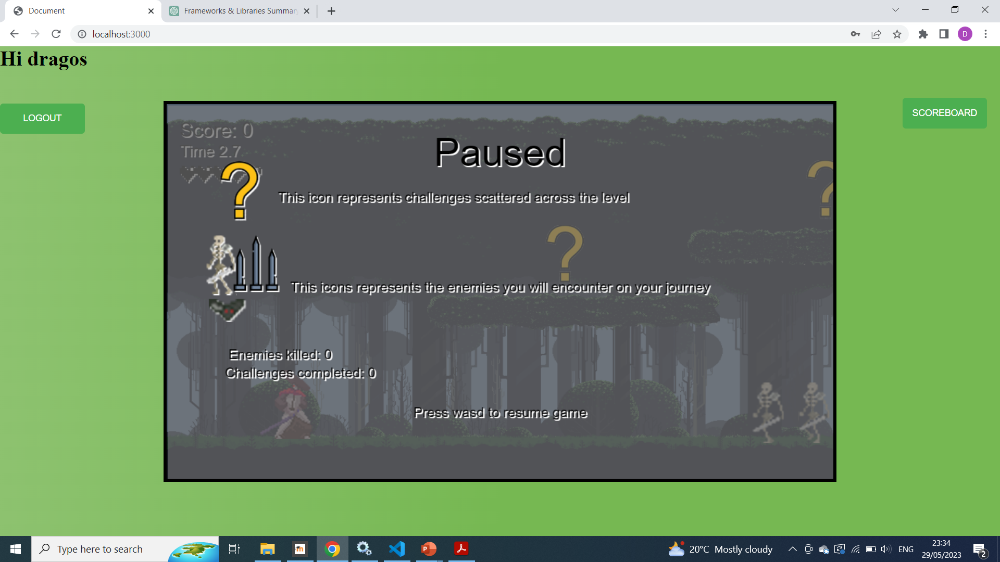 Document
Frameworks & Libraries Summary
localhost:3000
D
Hi dragos
LOGOUT
SCOREBOARD
Score: 0
Time 2.7
Paused
This icon represents challenges scattered across the level
This icons represents the enemies you will encounter on your journey
Enemies killed: 0
Challenges completed: 0
Press wasd to resume game
Type here to search
20°C Mostly cloudy
ENG
23:34
29/05/2023
2